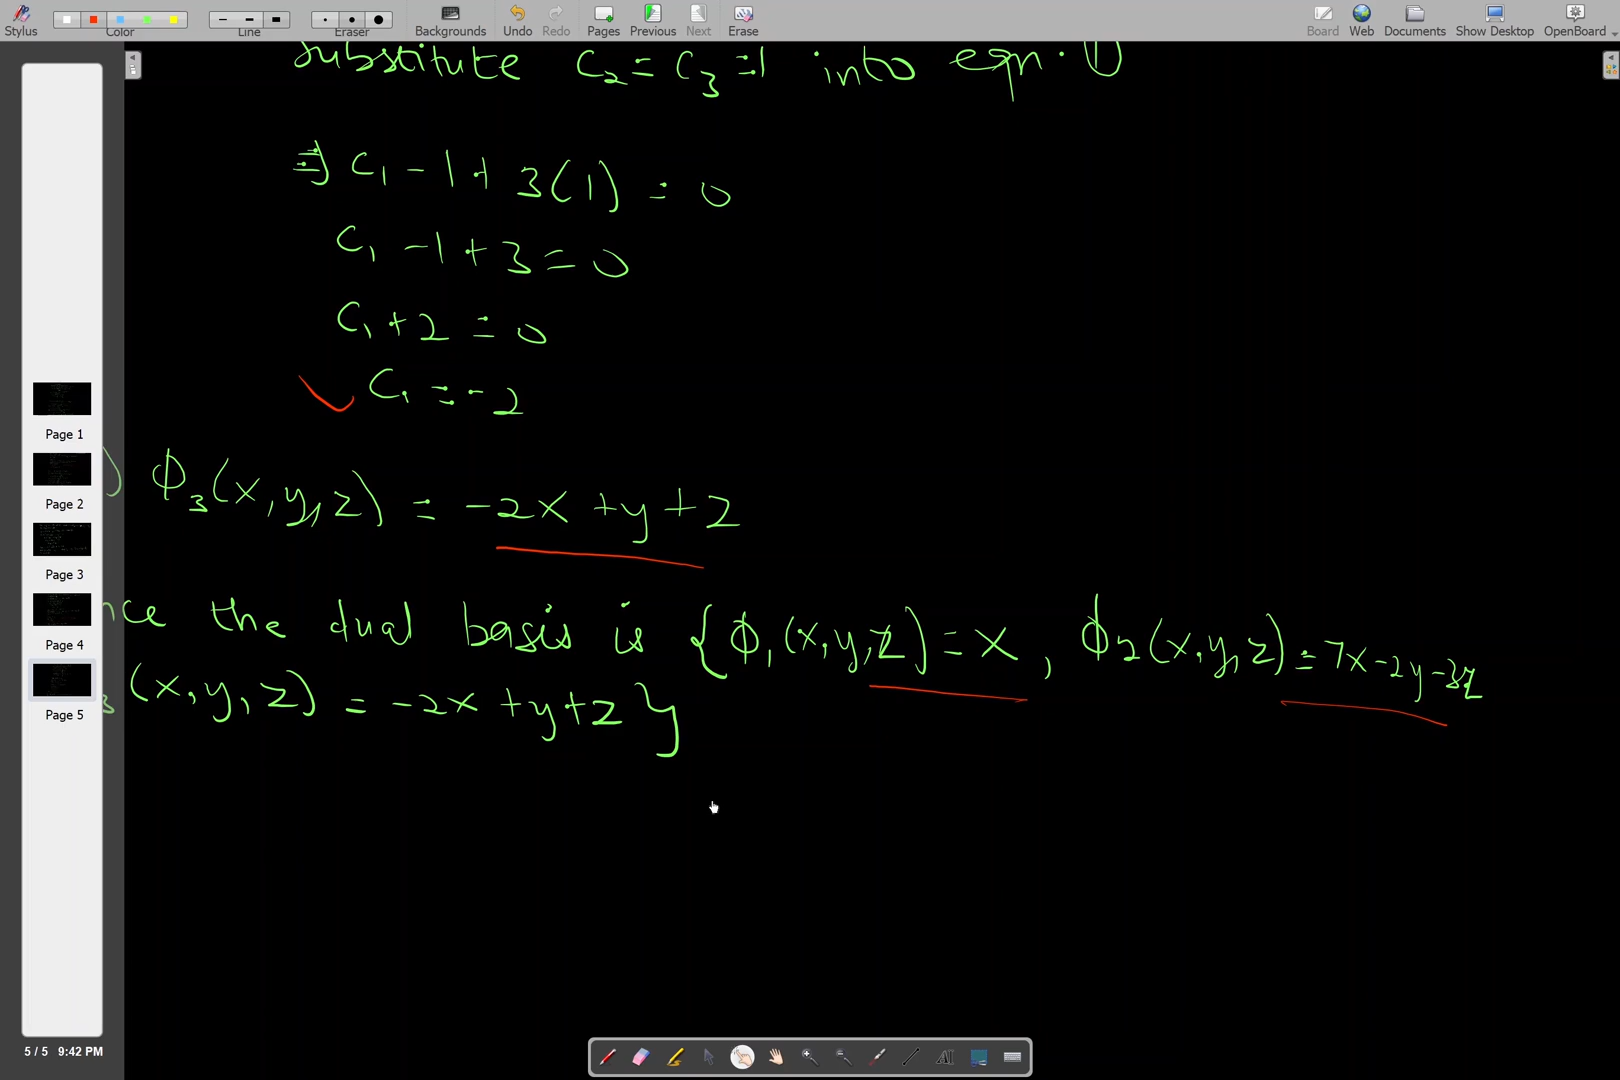 Stylus Color Line Eraser Backgrounds Undo Redo Pages Previous Next Erase Board Web Documents Show Desktop OpenBoard
substitute C₂ = C₃ = 1 into eqn. ①
⇒ C₁ - 1 + 3(1) = 0
C₁ - 1 + 3 = 0
C₁ + 2 = 0
C₁ = -2
Φ₃(x,y,z) = -2x + y + z
nce the dual basis is {Φ₁(x,y,z) = x, Φ₂(x,y,z) = 7x - 2y - 3z
₃(x,y,z) = -2x + y + z}
Page 1
Page 2
Page 3
Page 4
Page 5
5 / 5 9:42 PM